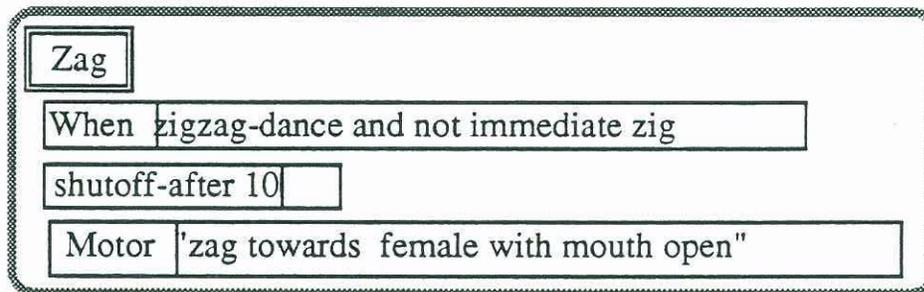 Zag
When zigzag-dance and not immediate zig
shutoff-after 10
Motor 'zag towards female with mouth open"